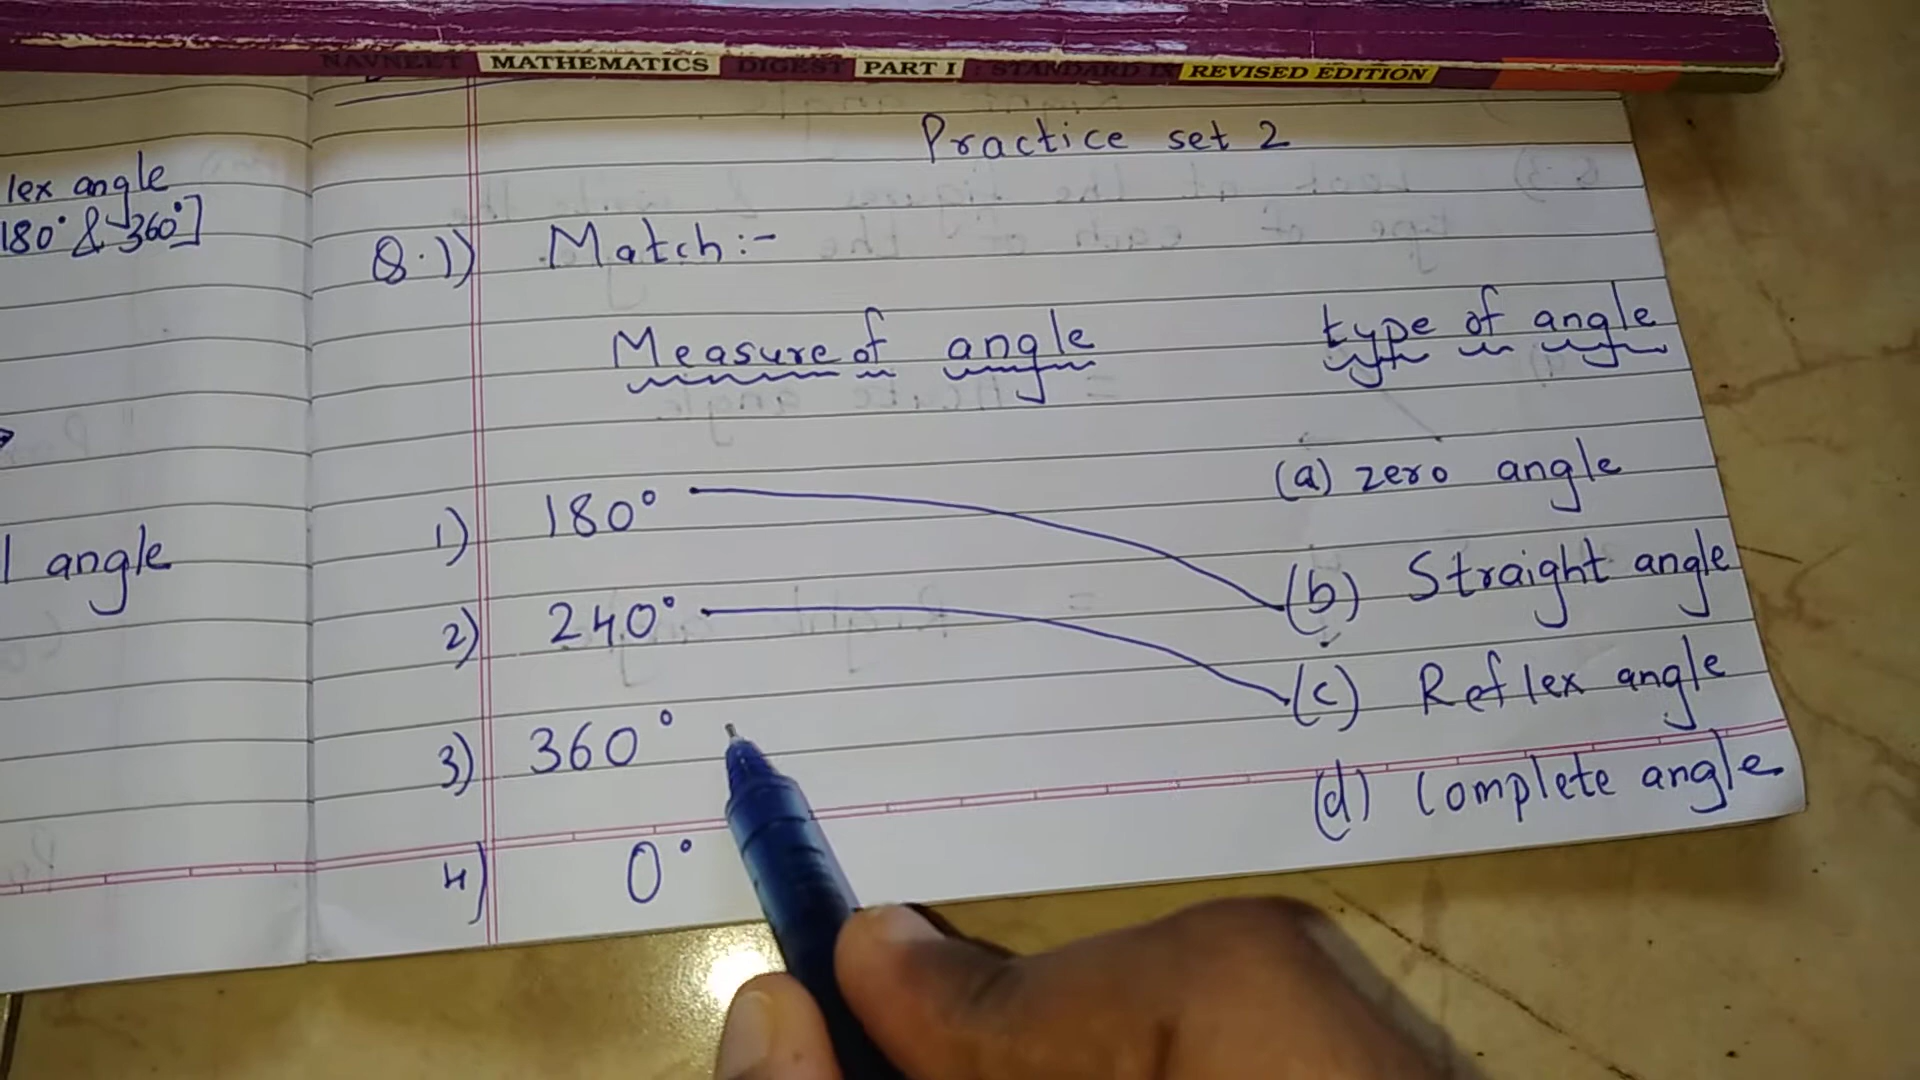 NAVNEET MATHEMATICS DIGEST PART I : STANDARD IX REVISED EDITION
Practice set 2
lex angle
180° & 360°]
Q.1) Match:-
Measure of angle type of angle
1) 180° (a) zero angle
l angle
2) 240° (b) Straight angle
3) 360° (c) Reflex angle
4) 0° (d) Complete angle